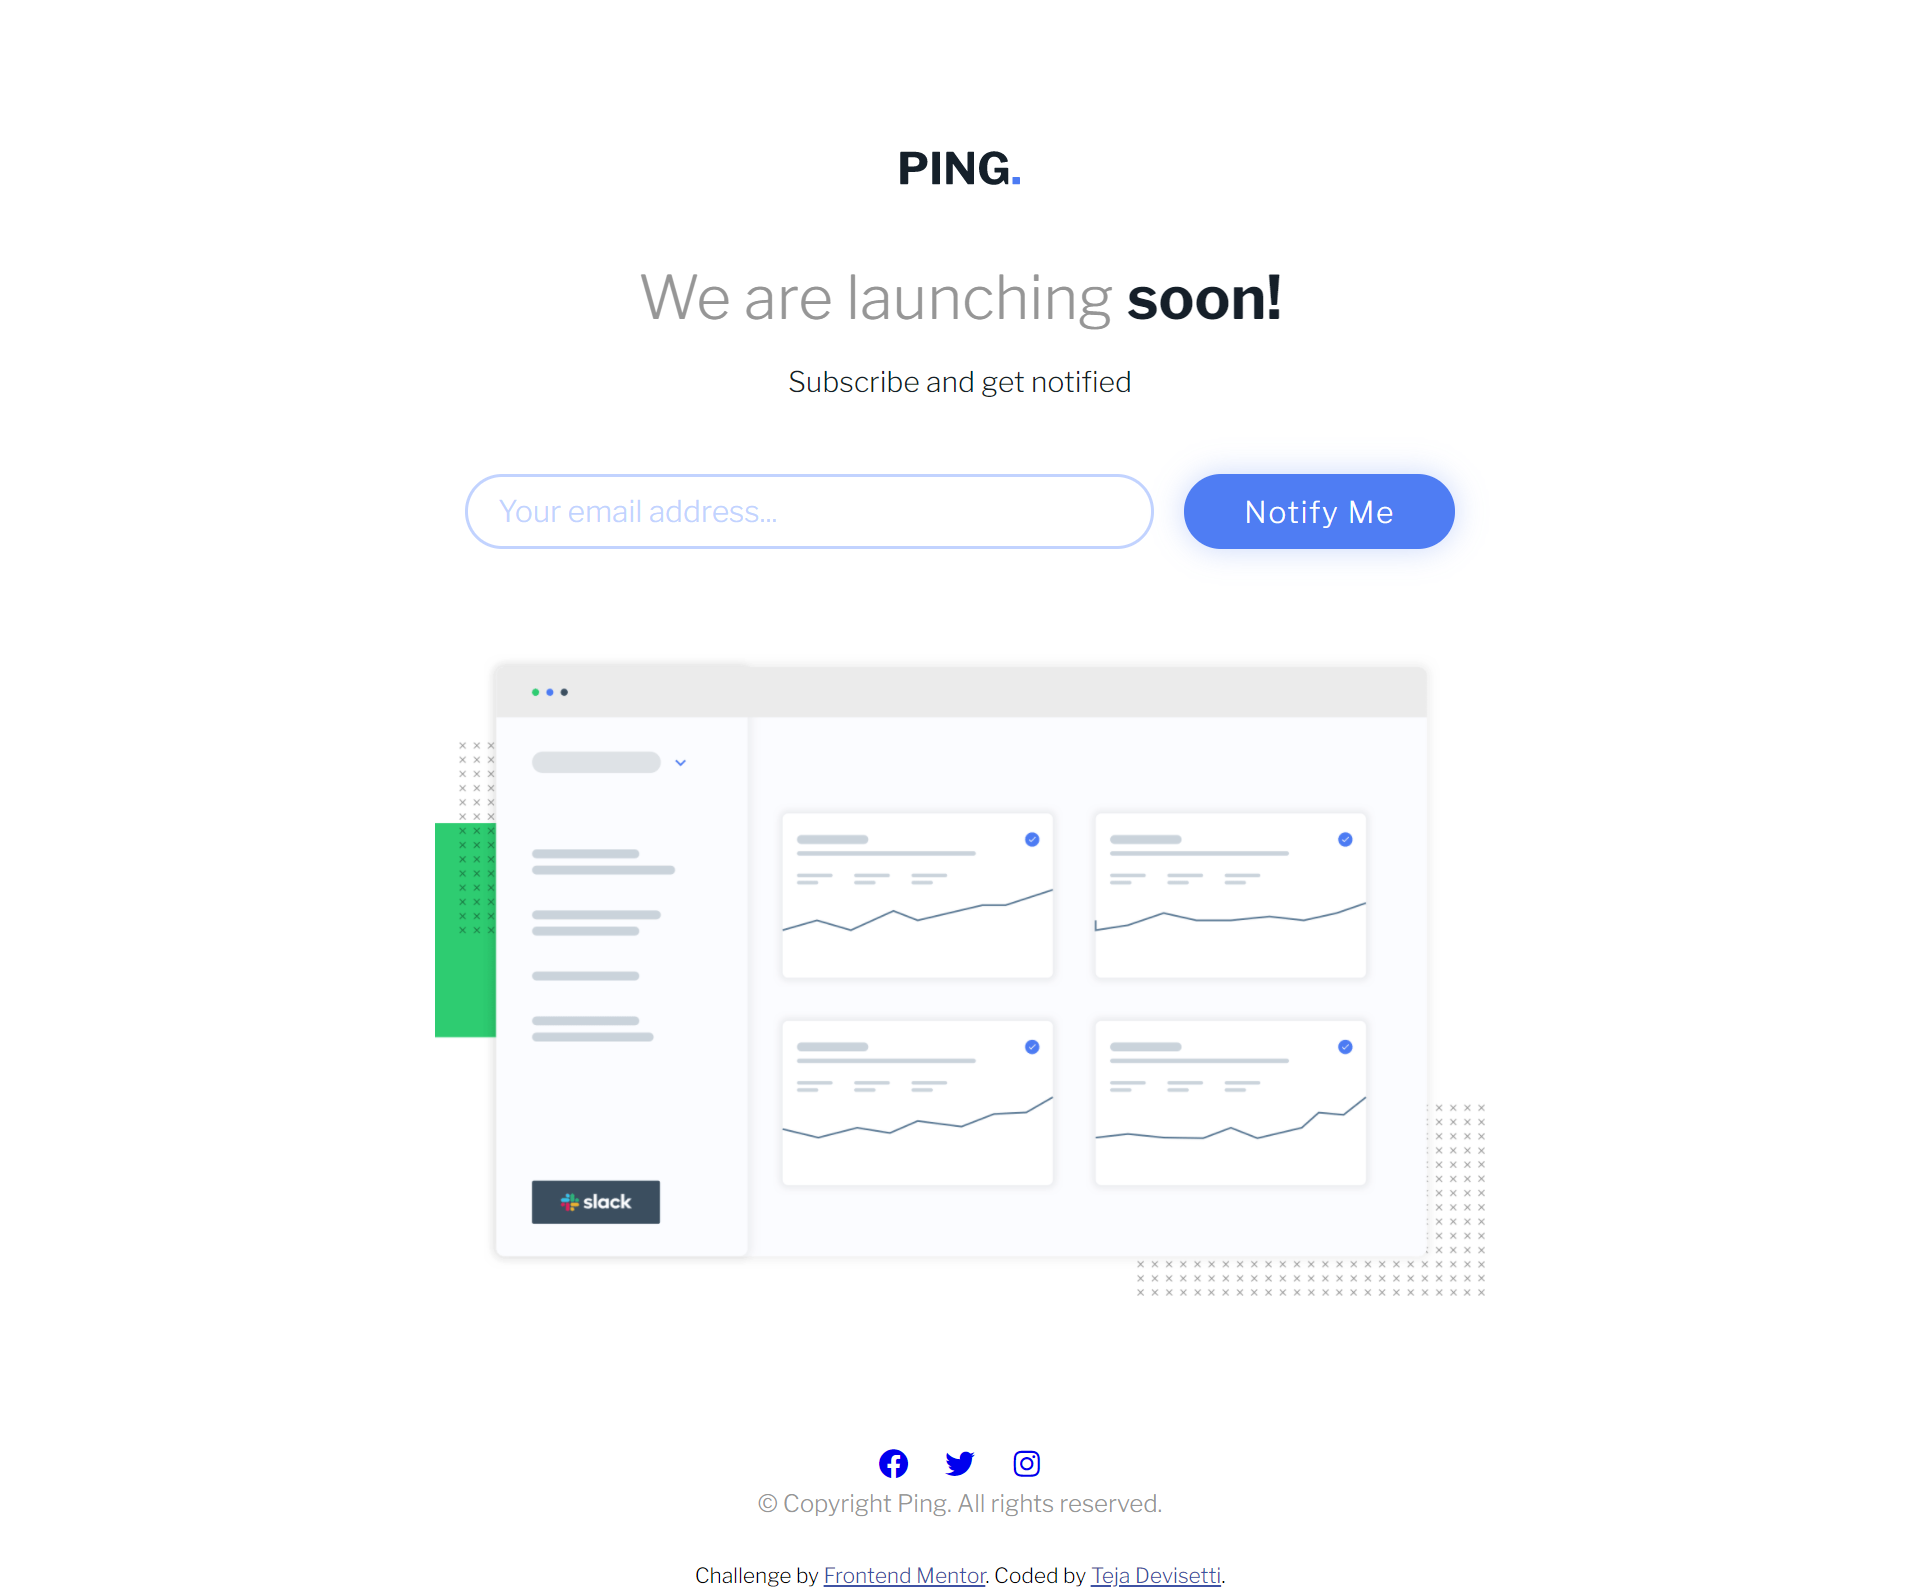 PING.
We are launching soon!
Subscribe and get notified
Your email address...
Notify Me
slack
© Copyright Ping. All rights reserved.
Challenge by Frontend Mentor. Coded by Teja Devisetti.